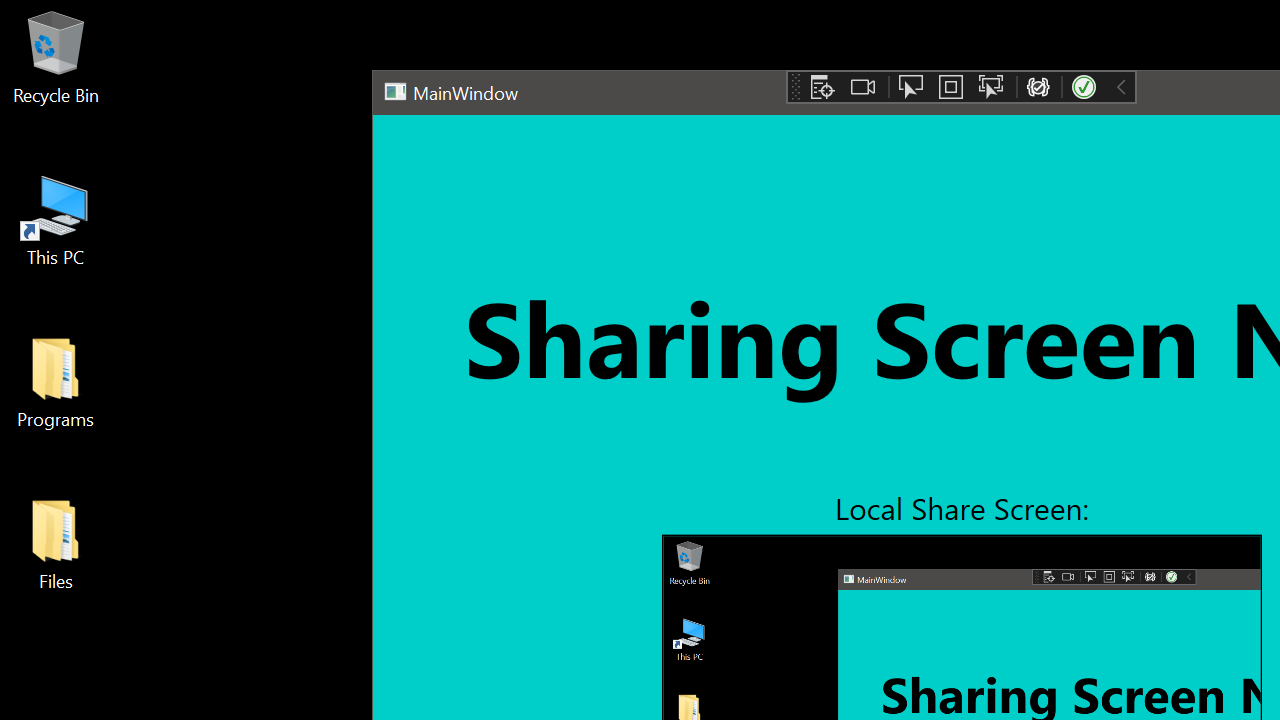 Recycle Bin
This PC
Programs
Files
MainWindow
Sharing Screen N
Local Share Screen:
Recycle Bin
This PC
MainWindow
Sharing Screen N